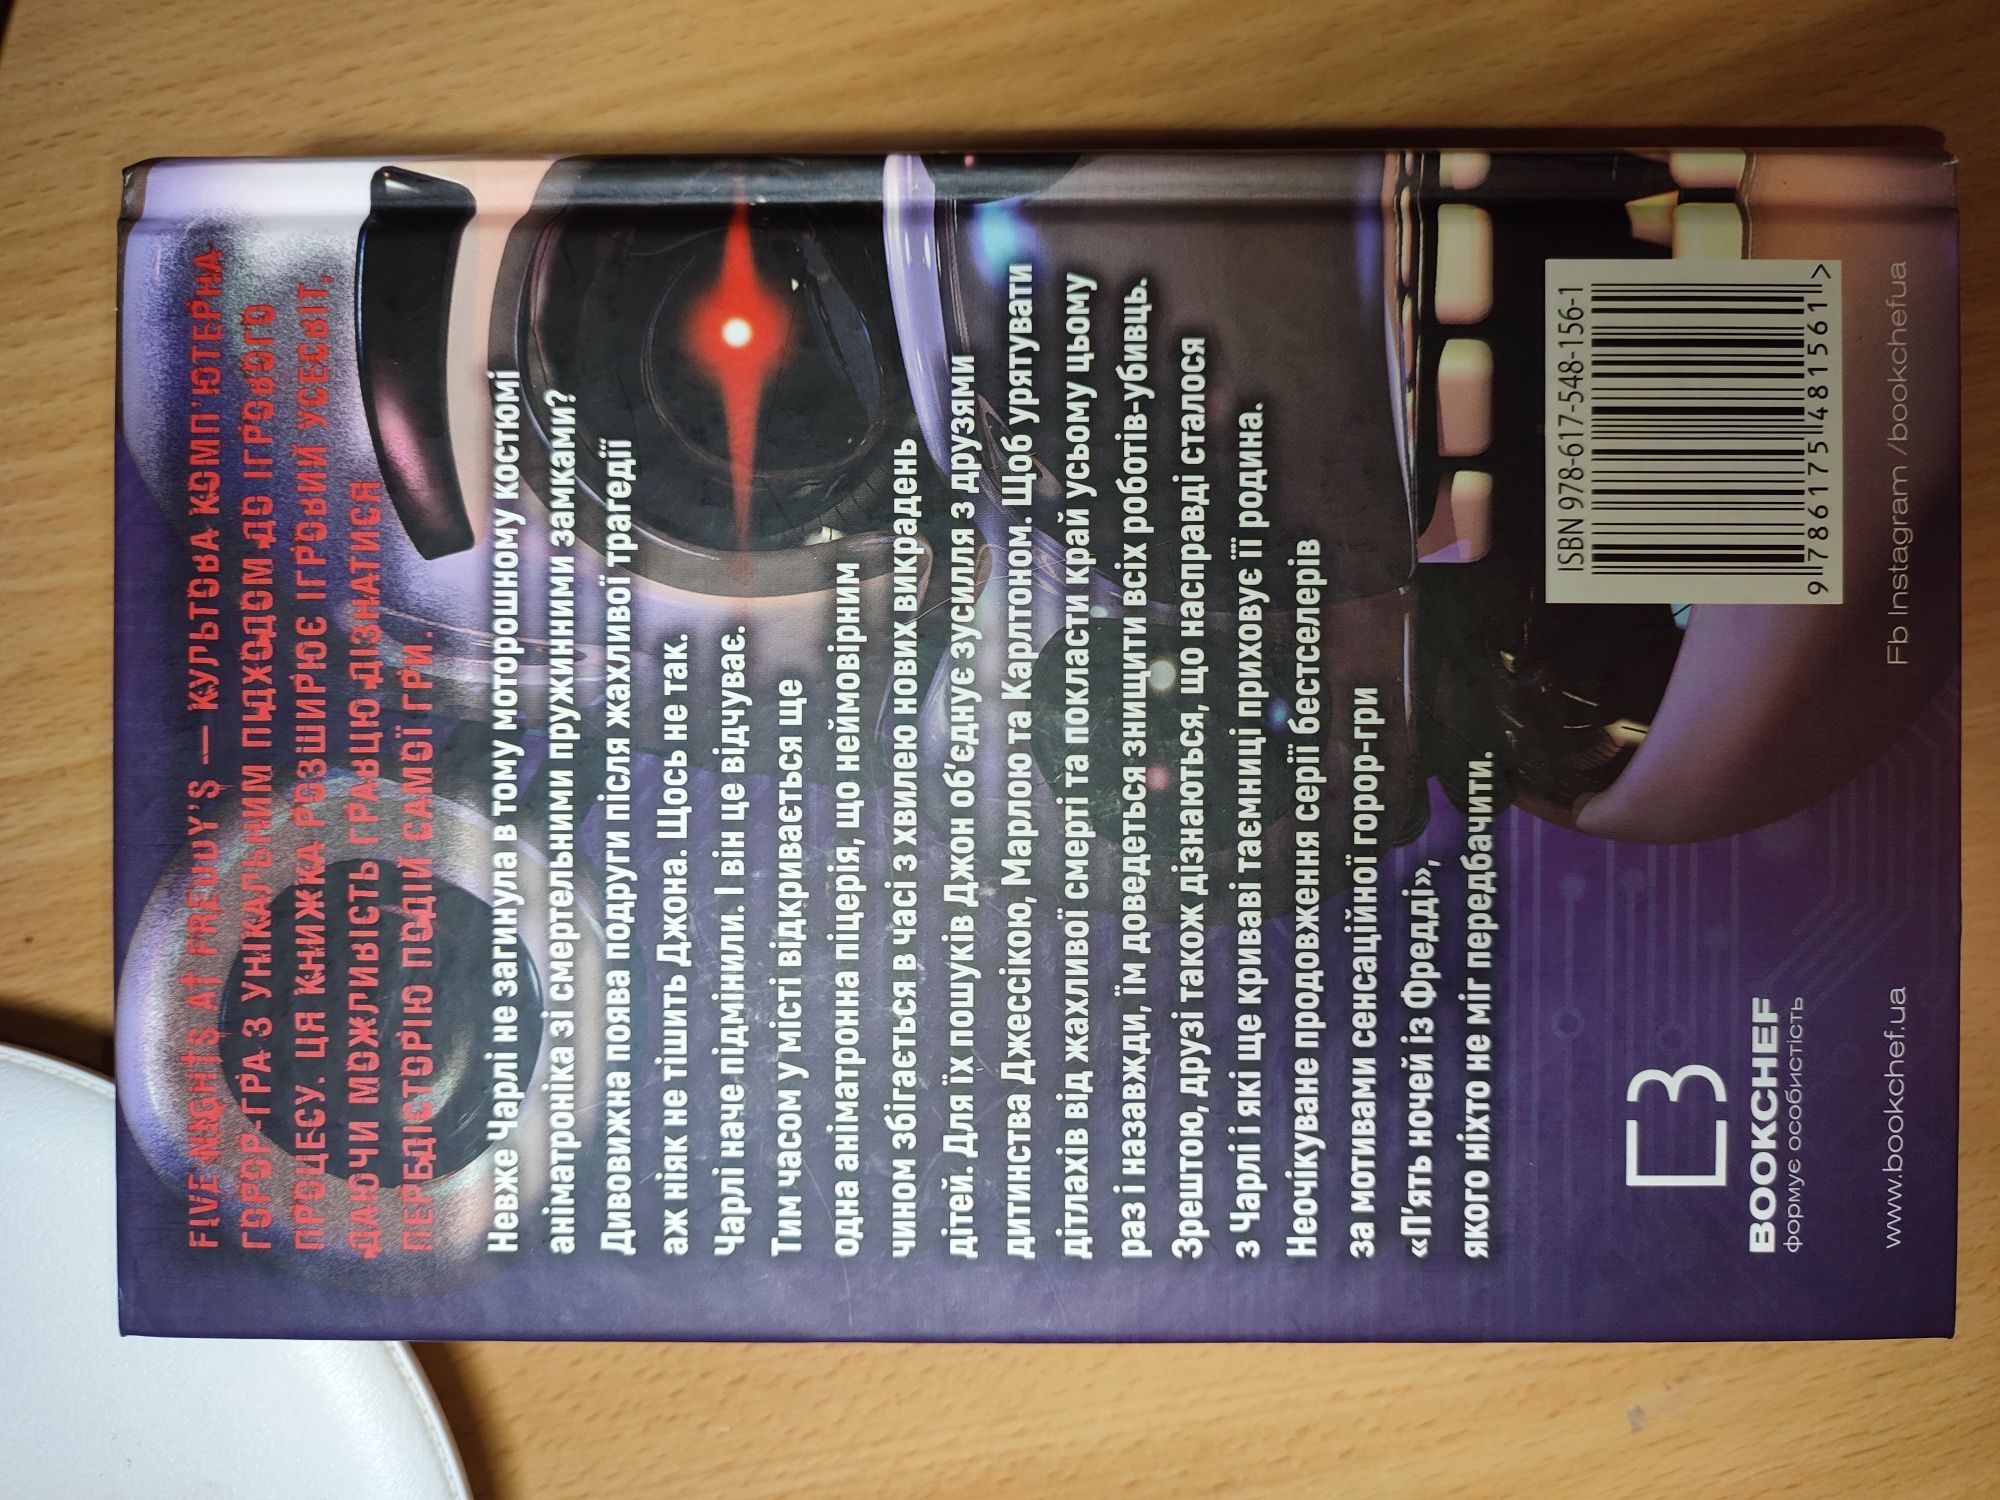 FIVE NIGHTS AT FREDDY'S — КУЛЬТОВА КОМП'ЮТЕРНА
ГОРОР-ГРА З УНІКАЛЬНИМ ПІДХОДОМ ДО ІГРОВОГО
ПРОЦЕСУ. ЦЯ КНИЖКА РОЗШИРЮЄ ІГРОВИЙ УСЕСВІТ,
ДАЮЧИ МОЖЛИВІСТЬ ГРАВЦЮ ДІЗНАТИСЯ
ПЕРЕДІСТОРІЮ ПОДІЙ САМОЇ ГРИ.
Невже Чарлі не загинула в тому моторошному костюмі
аніматроніка зі смертельними пружинними замками?
Дивовижна поява подруги після жахливої трагедії
аж ніяк не тішить Джона. Щось не так.
Чарлі наче підмінили. І він це відчуває.
Тим часом у місті відкривається ще
одна аніматронна піцерія, що неймовірним
чином збігається в часі з хвилею нових викрадень
дітей. Для їх пошуків Джон об'єднує зусилля з друзями
дитинства Джессікою, Марлою та Карлтоном. Щоб урятувати
дітлахів від жахливої смерті та покласти край усьому цьому
раз і назавжди, їм доведеться знищити всіх роботів-убивць.
Зрештою, друзі також дізнаються, що насправді сталося
з Чарлі і які ще криваві таємниці приховує її родина.
Неочікуване продовження серії бестселерів
за мотивами сенсаційної горор-гри
«П'ять ночей із Фредді»,
якого ніхто не міг передбачити.
BOOKCHEF
формує особистість
www.bookchef.ua
ISBN 978-617-548-156-1
9 786175 481561 >
Fb Instagram /bookchefua